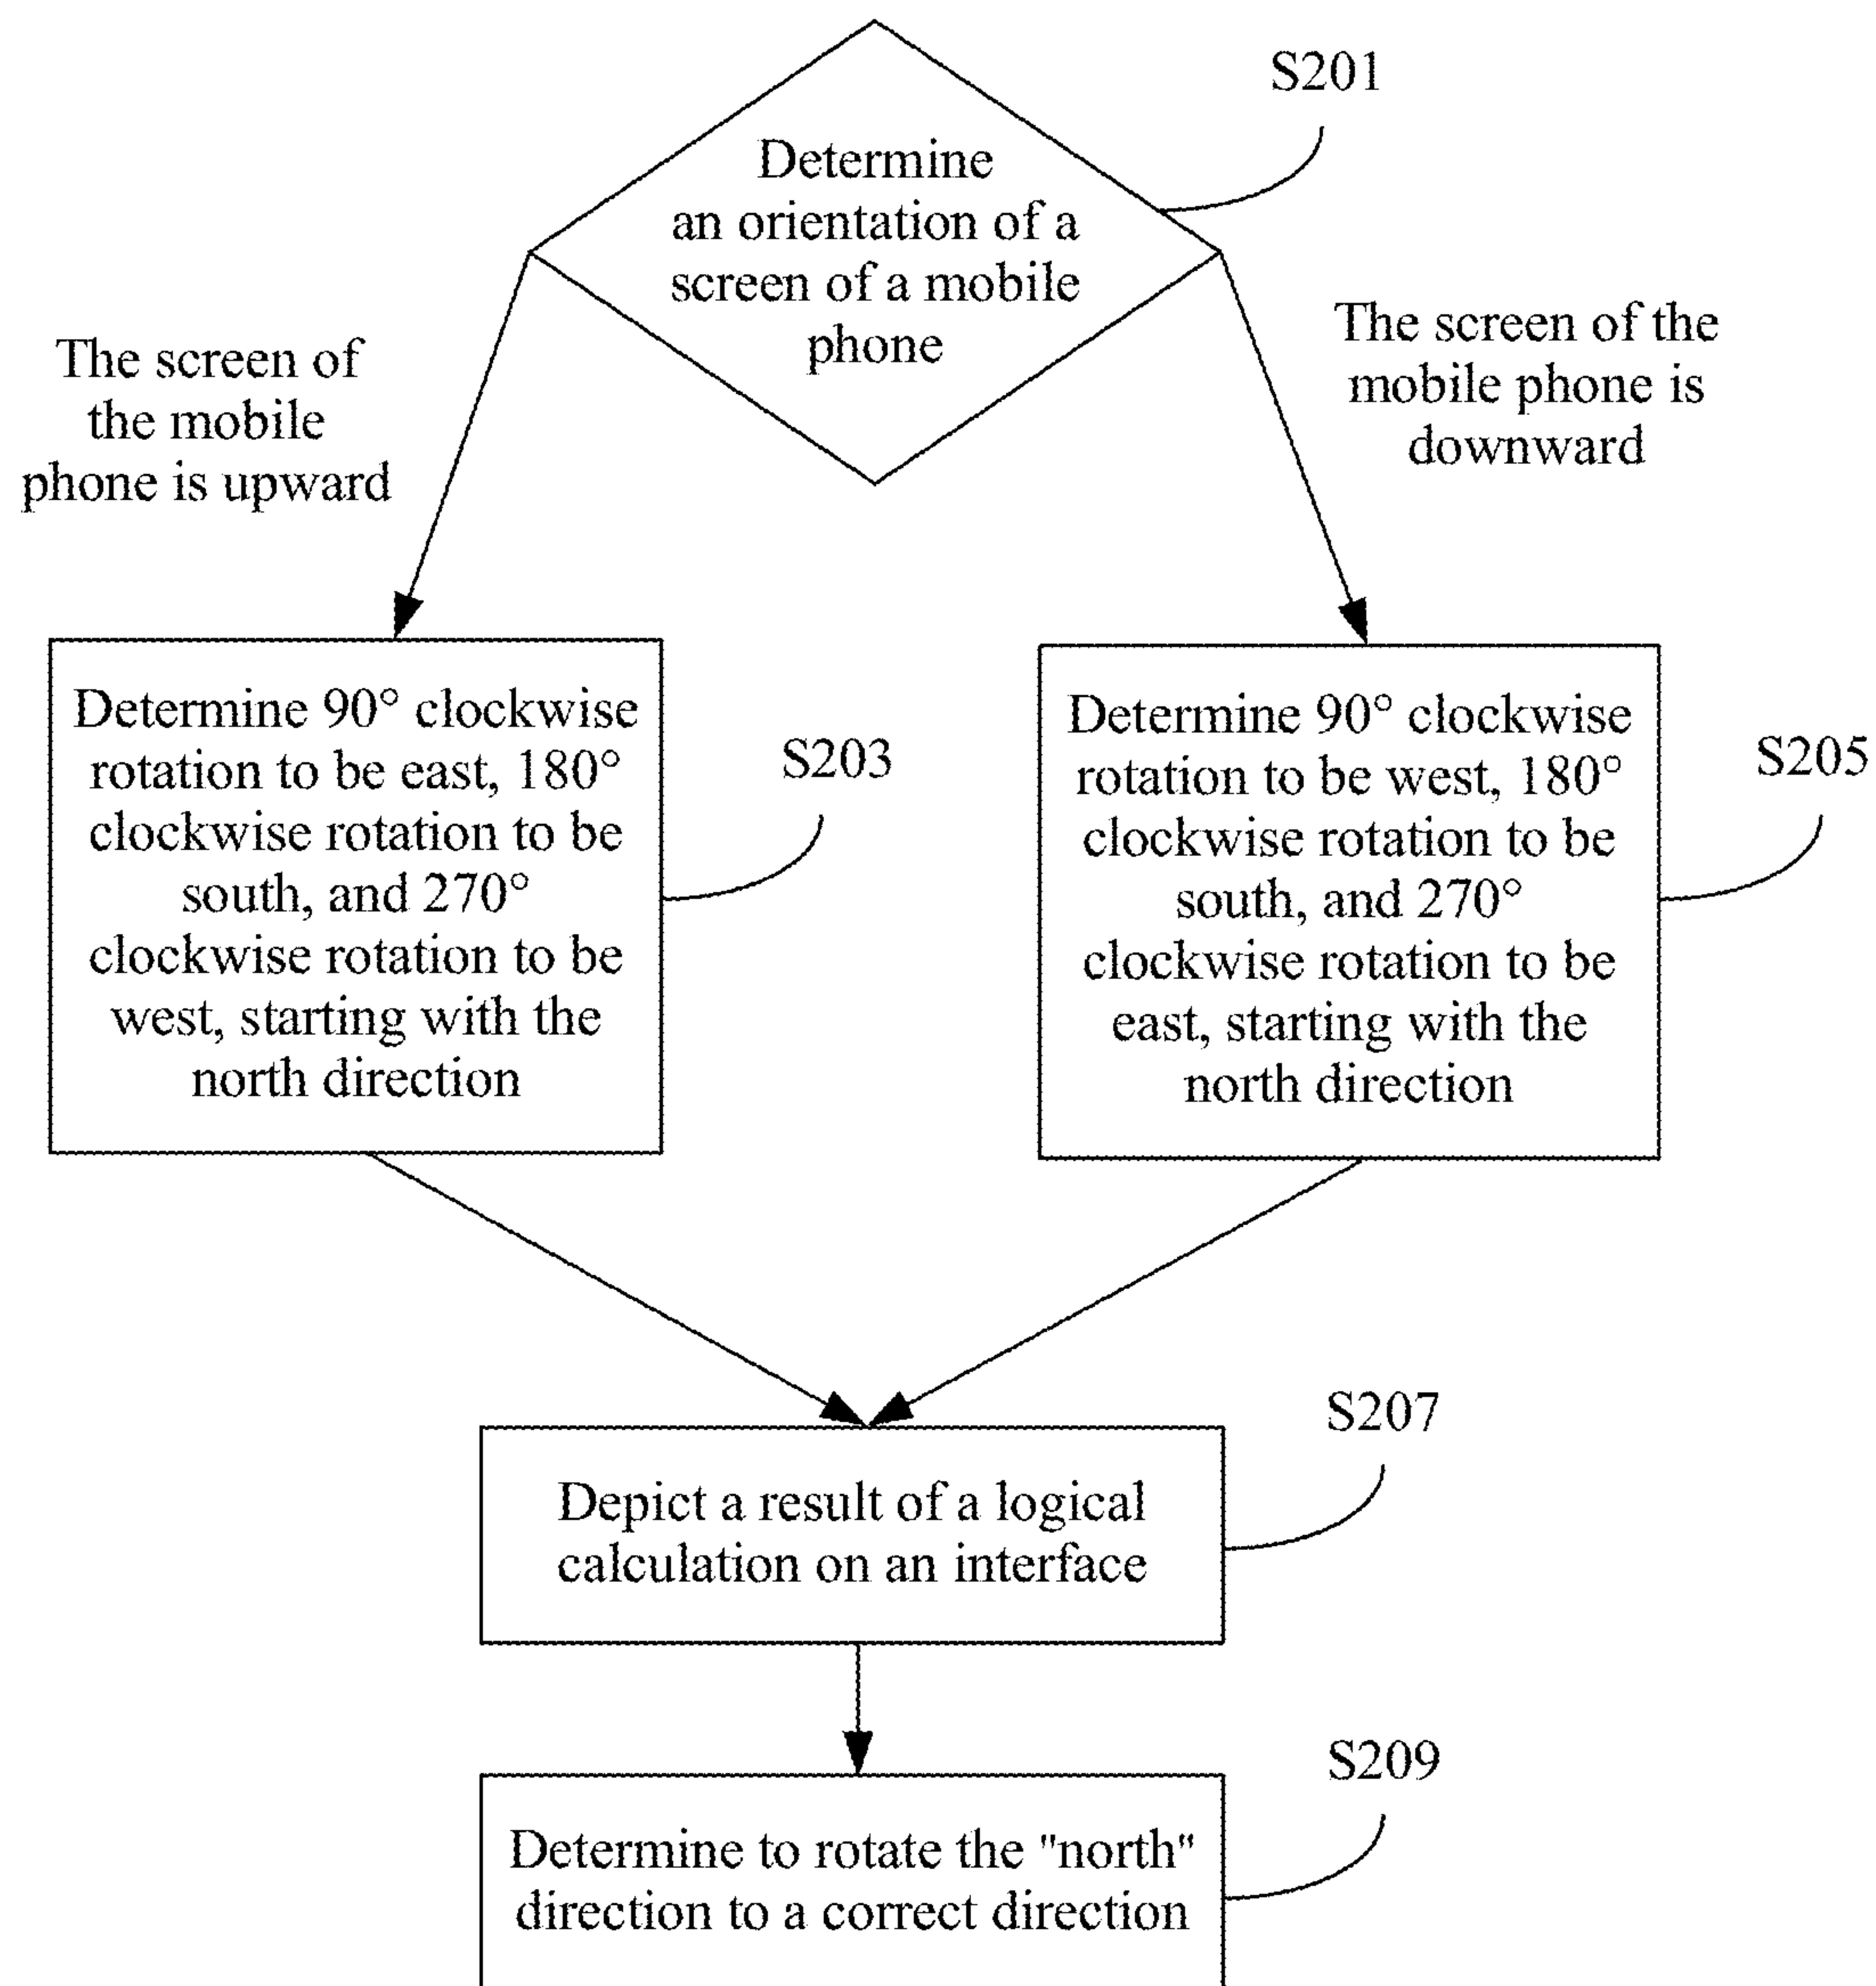 S201
Determine
an orientation of a
screen of a mobile
phone
The screen of
the mobile
phone is upward
The screen of the
mobile phone is
downward
Determine 90° clockwise
rotation to be east, 180°
clockwise rotation to be
south, and 270°
clockwise rotation to be
west, starting with the
north direction
S203
Determine 90° clockwise
rotation to be west, 180°
clockwise rotation to be
south, and 270°
clockwise rotation to be
east, starting with the
north direction
S205
S207
Depict a result of a logical
calculation on an interface
S209
Determine to rotate the "north"
direction to a correct direction